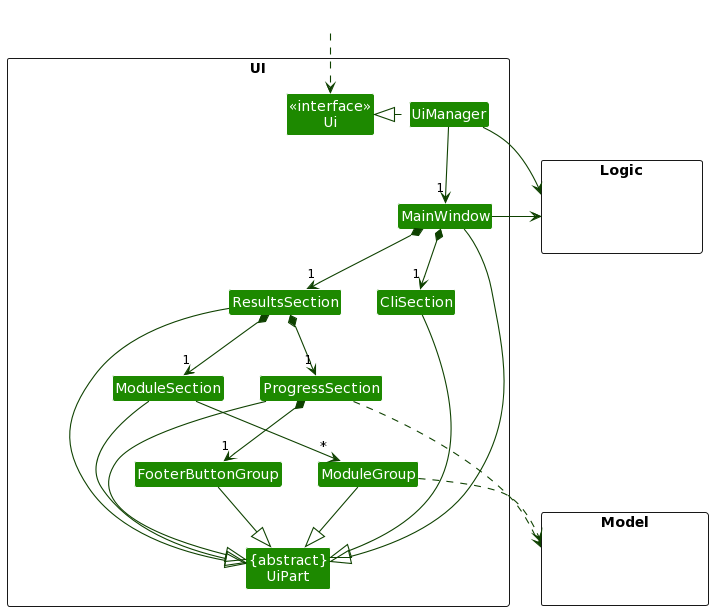 UI
«interface»
Ui
UiManager
Logic
1
MainWindow
1
1
ResultsSection
CliSection
1
1
ModuleSection
ProgressSection
1
*
FooterButtonGroup
ModuleGroup
Model
{abstract}
UiPart